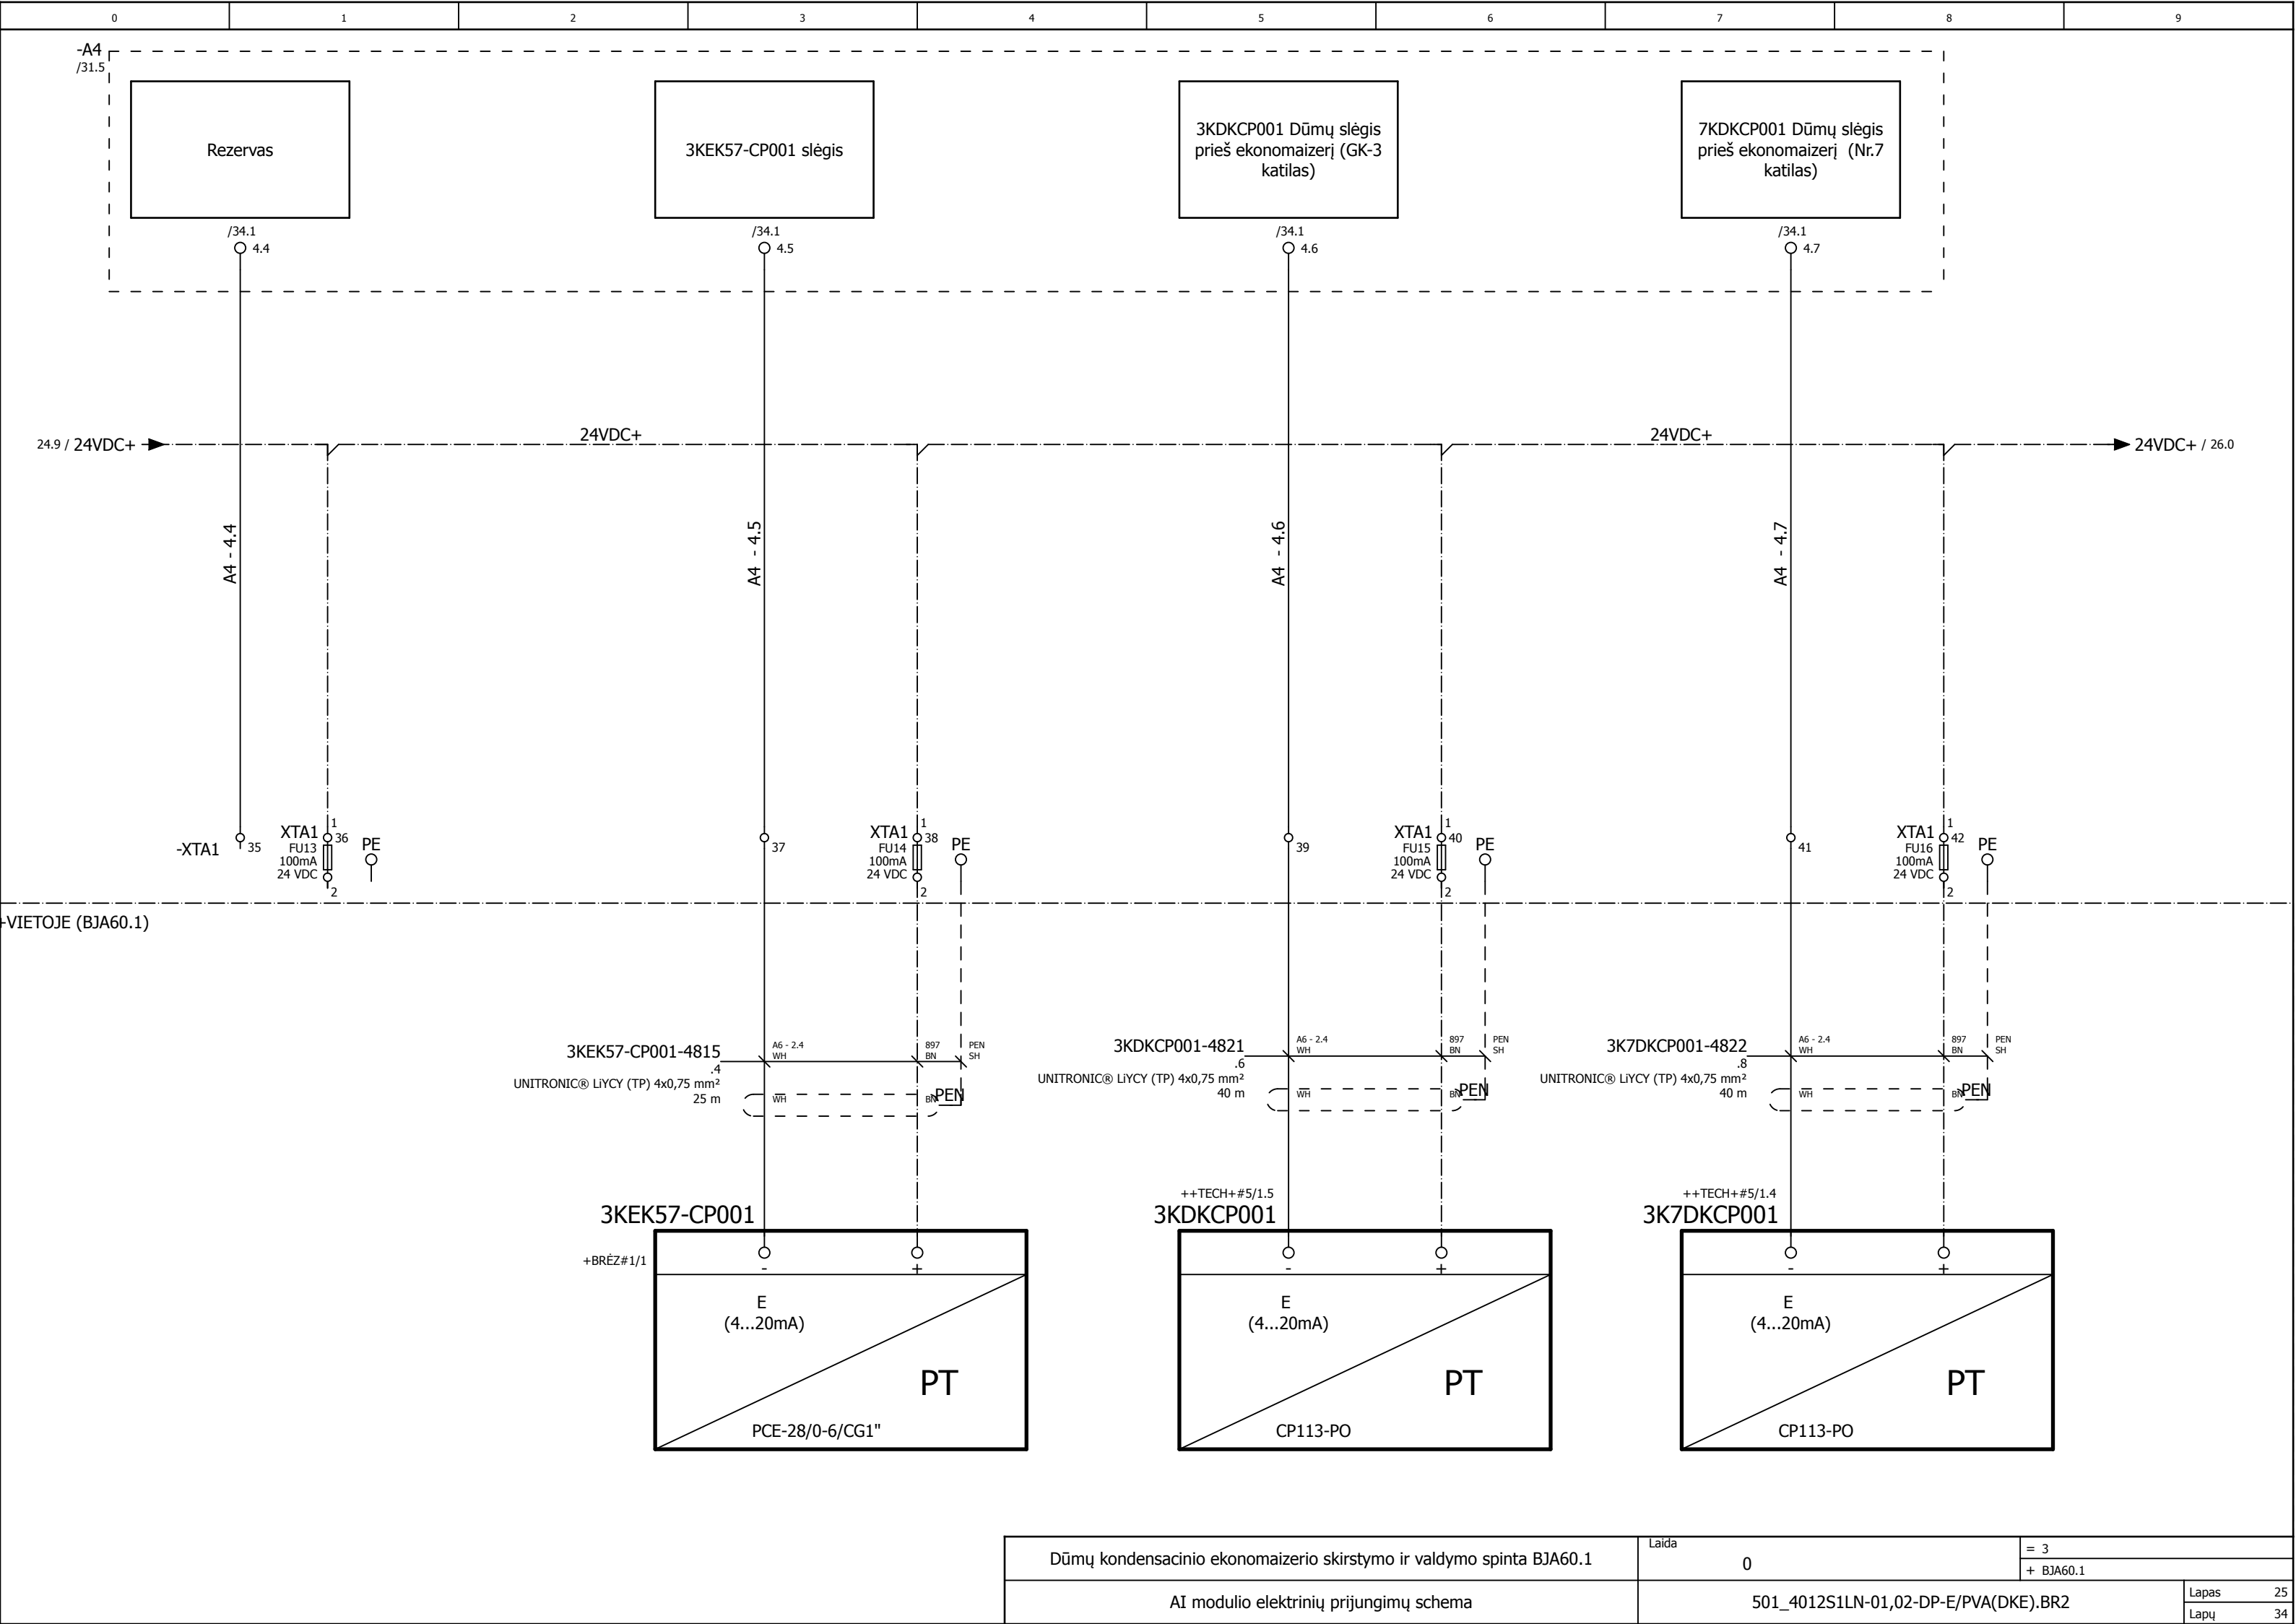 0 1 2 3 4 5 6 7 8 9
-A4
/31.5
Rezervas
3KEK57-CP001 slėgis
3KDKCP001 Dūmų slėgis
prieš ekonomaizerį (GK-3
katilas)
7KDKCP001 Dūmų slėgis
prieš ekonomaizerį (Nr.7
katilas)
/34.1
4.4
/34.1
4.5
/34.1
4.6
/34.1
4.7
24.9 / 24VDC+
24VDC+
24VDC+
24VDC+ / 26.0
A4 - 4.4
A4 - 4.5
A4 - 4.6
A4 - 4.7
-XTA1
35
XTA1
FU13
100mA
24 VDC
1
36
2
PE
37
XTA1
FU14
100mA
24 VDC
1
38
2
PE
39
XTA1
FU15
100mA
24 VDC
1
40
2
PE
41
XTA1
FU16
100mA
24 VDC
1
42
2
PE
+VIETOJE (BJA60.1)
3KEK57-CP001-4815
.4
UNITRONIC® LiYCY (TP) 4x0,75 mm²
25 m
A6 - 2.4
WH
897
BN
PEN
SH
WH
BN
PEN
3KDKCP001-4821
.6
UNITRONIC® LiYCY (TP) 4x0,75 mm²
40 m
A6 - 2.4
WH
897
BN
PEN
SH
WH
BN
PEN
3K7DKCP001-4822
.8
UNITRONIC® LiYCY (TP) 4x0,75 mm²
40 m
A6 - 2.4
WH
897
BN
PEN
SH
WH
BN
PEN
3KEK57-CP001
+BRĖZ#1/1
- +
E
(4...20mA)
PT
PCE-28/0-6/CG1"
++TECH+#5/1.5
3KDKCP001
- +
E
(4...20mA)
PT
CP113-PO
++TECH+#5/1.4
3K7DKCP001
- +
E
(4...20mA)
PT
CP113-PO
Dūmų kondensacinio ekonomaizerio skirstymo ir valdymo spinta BJA60.1
Laida
0
= 3
+ BJA60.1
AI modulio elektrinių prijungimų schema
501_4012S1LN-01,02-DP-E/PVA(DKE).BR2
Lapas 25
Lapų 34